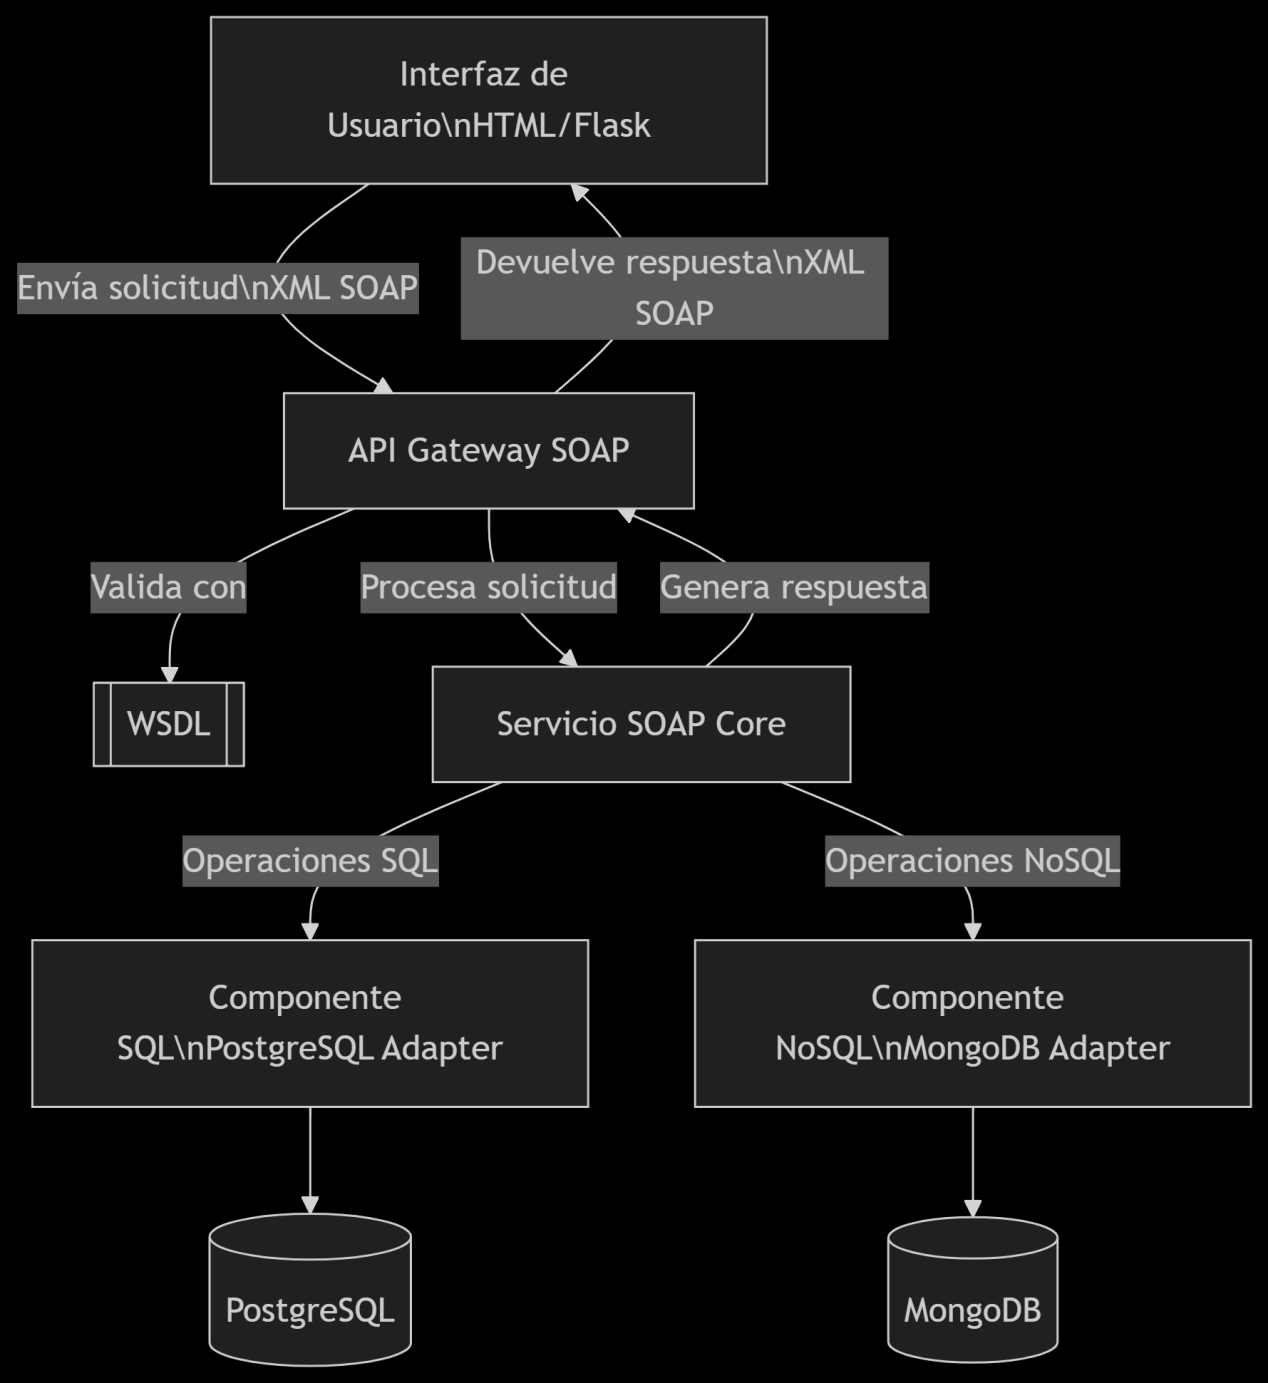 Interfaz de
Usuario\nHTML/Flask
Envía solicitud\nXML SOAP
Devuelve respuesta\nXML
SOAP
API Gateway SOAP
Valida con
Procesa solicitud
Genera respuesta
WSDL
Servicio SOAP Core
Operaciones SQL
Operaciones NoSQL
Componente
SQL\nPostgreSQL Adapter
Componente
NoSQL\nMongoDB Adapter
PostgreSQL
MongoDB